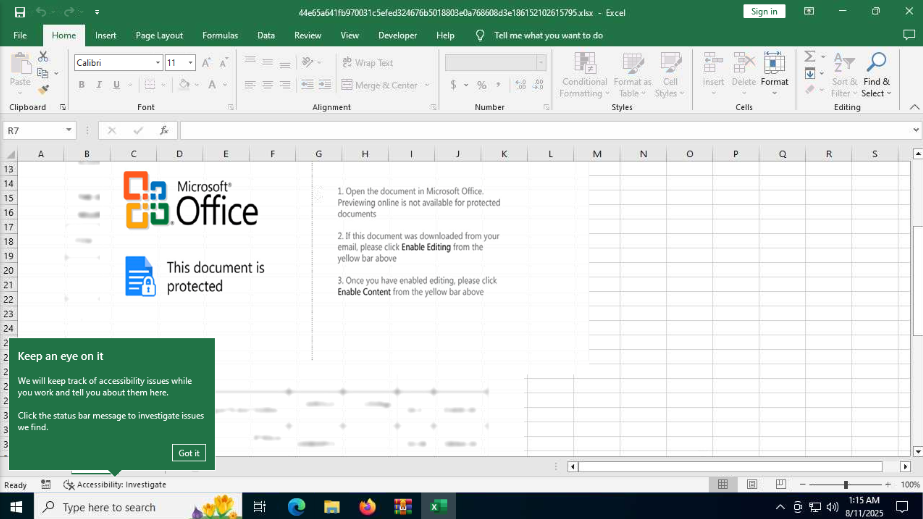 44e65a641fb970031c5efed324676b5018803e0a768608d3e186152102615795.xlsx - Excel
Sign in
File Home Insert Page Layout Formulas Data Review View Developer Help Tell me what you want to do
Paste
Calibri 11
B I U
A
Wrap Text
Merge & Center
$ % ,
Conditional Formatting
Format as Table
Cell Styles
Insert Delete Format
Sort & Filter
Find & Select
Clipboard Font Alignment Number Styles Cells Editing
R7
fx
A B C D E F G H I J K L M N O P Q R S
13
14
15
16
17
18
19
20
21
22
23
24
Microsoft®
Office
This document is
protected
1. Open the document in Microsoft Office.
Previewing online is not available for protected
documents
2. If this document was downloaded from your
email, please click Enable Editing from the
yellow bar above
3. Once you have enabled editing, please click
Enable Content from the yellow bar above
Keep an eye on it
We will keep track of accessibility issues while
you work and tell you about them here.
Click the status bar message to investigate issues
we find.
Got it
Ready Accessibility: Investigate 100%
Type here to search
1:15 AM
8/11/2025